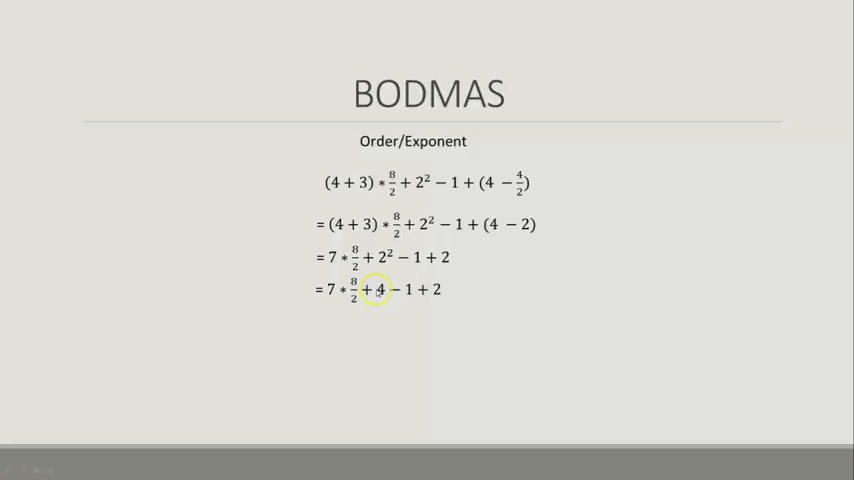 BODMAS
Order/Exponent
(4 + 3) ∗ 8/2 + 2² − 1 + (4 − 4/2)
= (4 + 3) ∗ 8/2 + 2² − 1 + (4 − 2)
= 7 ∗ 8/2 + 2² − 1 + 2
= 7 ∗ 8/2 + 4 − 1 + 2